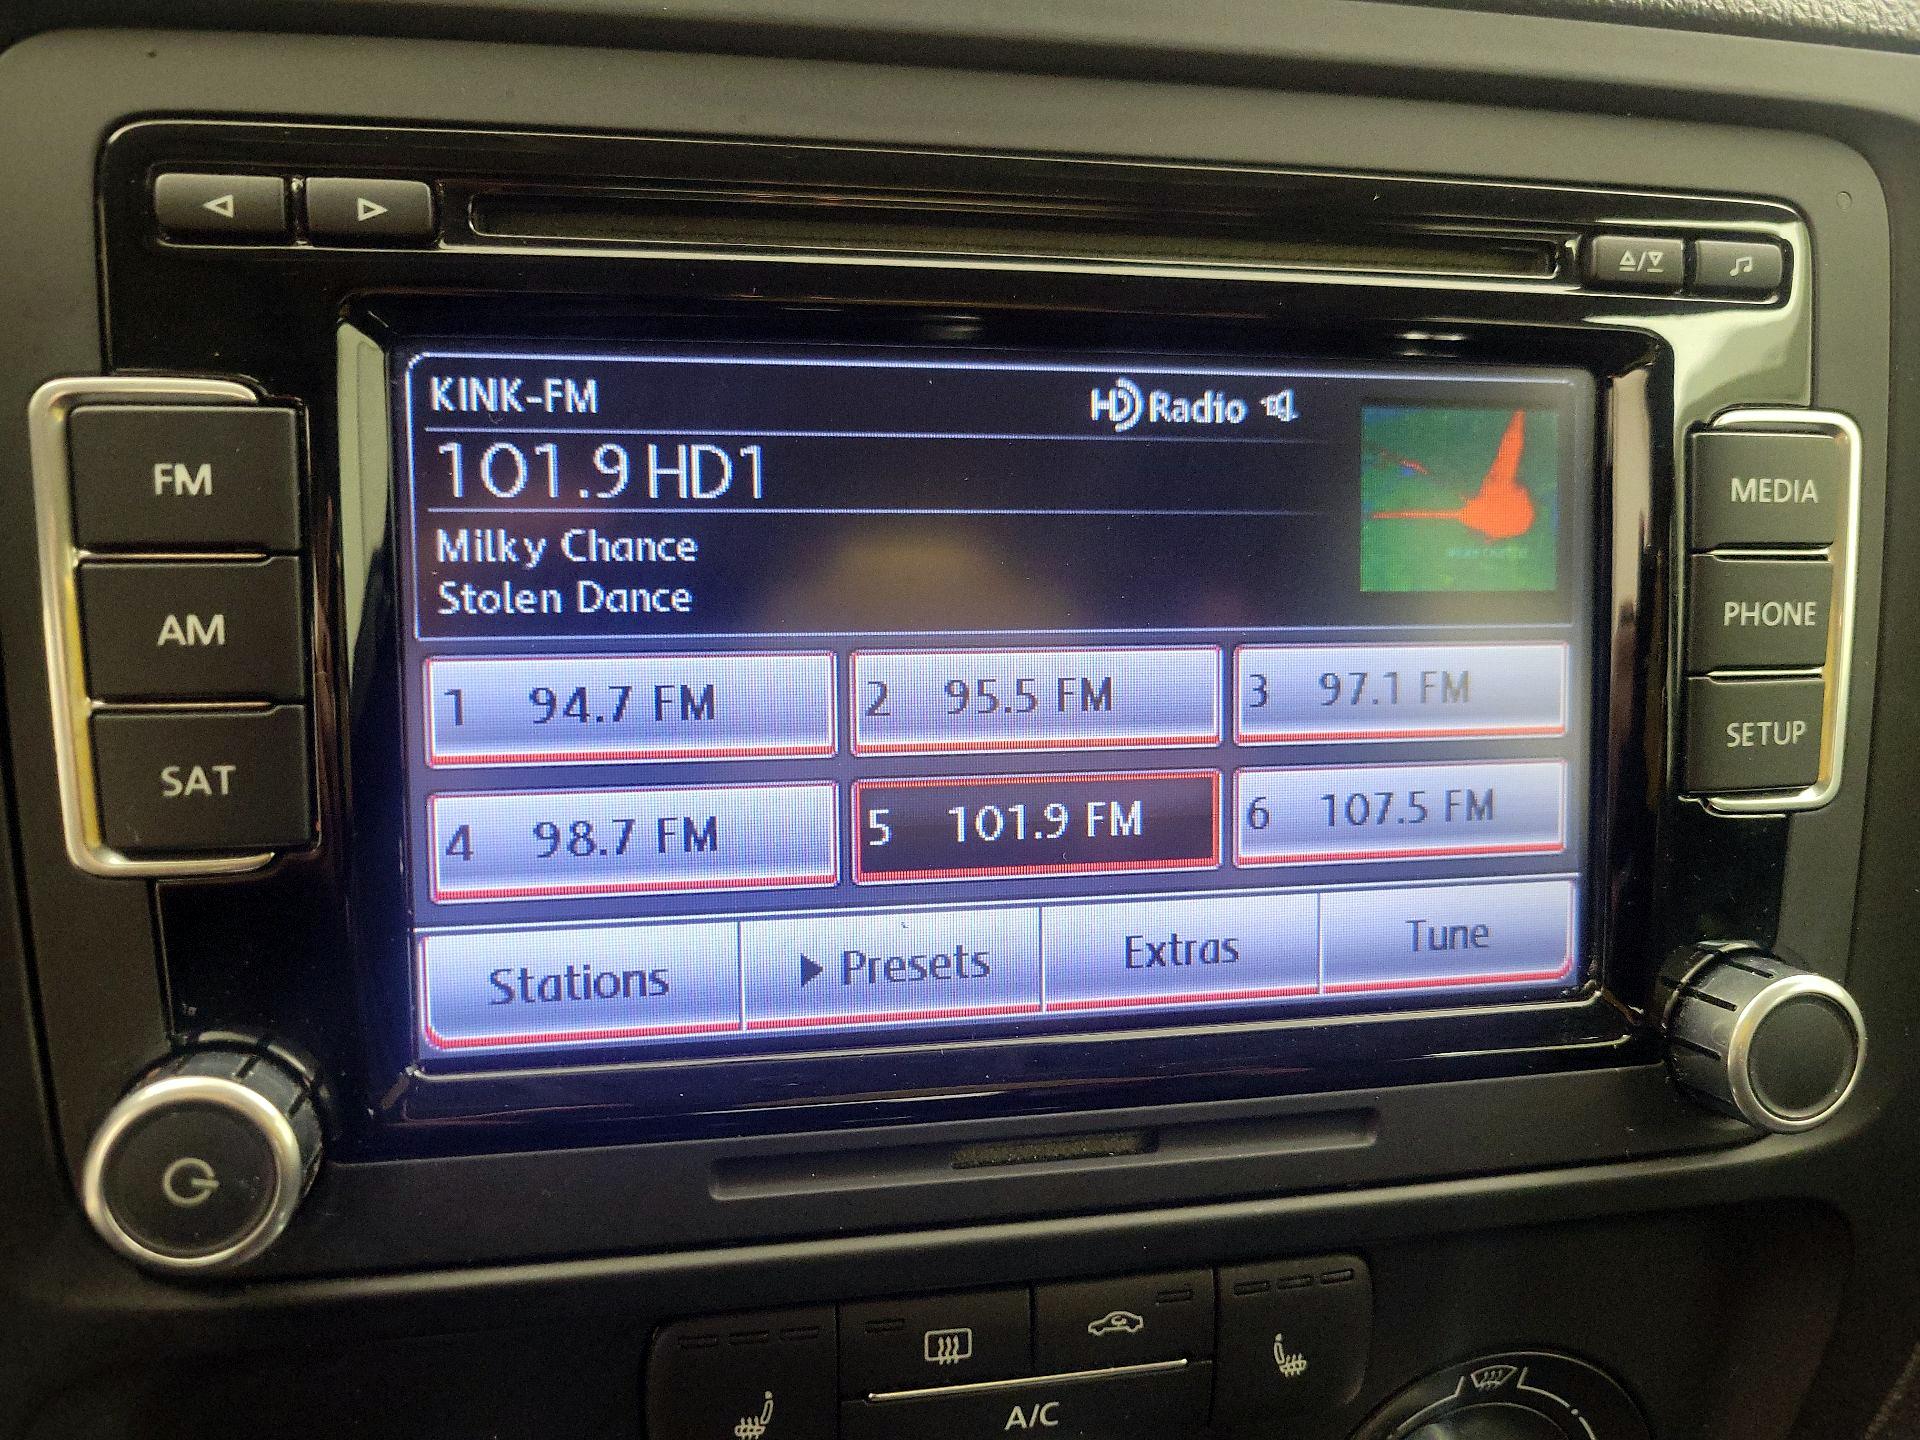 KINK-FM
HD Radio
101.9 HD1
Milky Chance
Stolen Dance
1 94.7 FM
2 95.5 FM
3 97.1 FM
4 98.7 FM
5 101.9 FM
6 107.5 FM
Stations
Presets
Extras
Tune
FM
AM
SAT
MEDIA
PHONE
SETUP
A/C